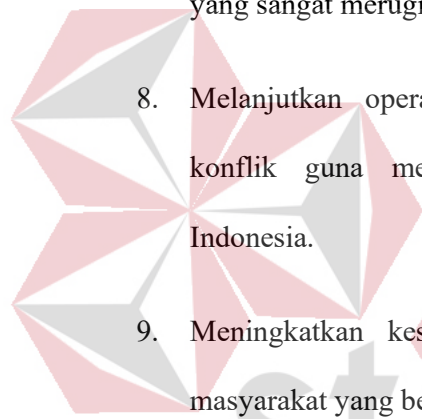 yang sangat merugi
8. Melanjutkan opera
konflik guna me
Indonesia.
9. Meningkatkan kes
masyarakat yang be